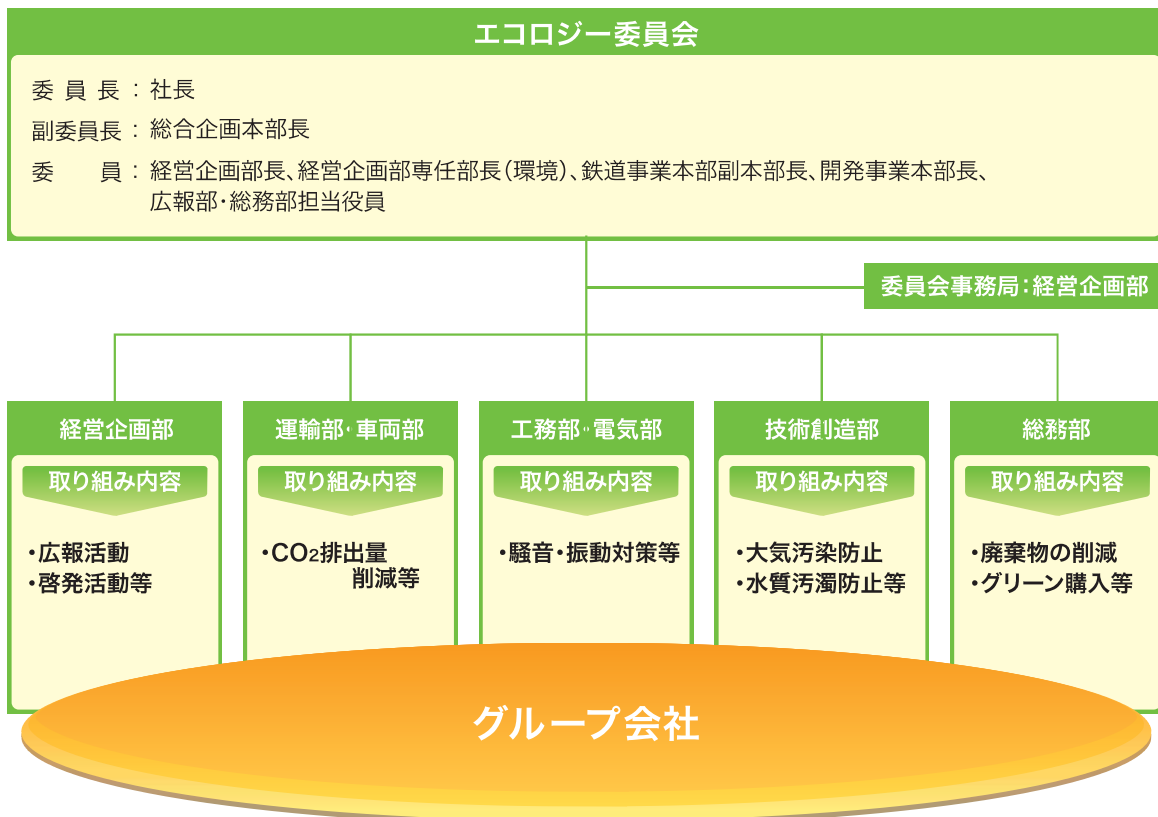 エコロジー委員会
委員長：社長
副委員長：総合企画本部長
委員：経営企画部長、経営企画部専任部長（環境）、鉄道事業本部副本部長、開発事業本部長、
広報部・総務部担当役員
委員会事務局：経営企画部
経営企画部
取り組み内容
・広報活動
・啓発活動等
運輸部・車両部
取り組み内容
・CO2排出量
削減等
工務部・電気部
取り組み内容
・騒音・振動対策等
技術創造部
取り組み内容
・大気汚染防止
・水質汚濁防止等
総務部
取り組み内容
・廃棄物の削減
・グリーン購入等
グループ会社